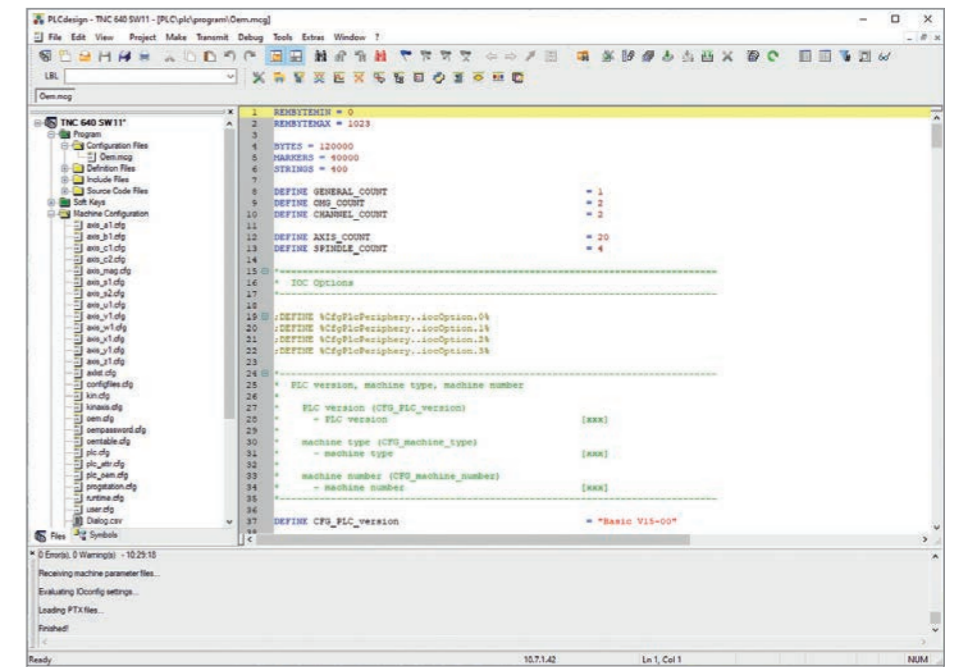 PLCdesign - TNC 640 SW11 - [PLC\plc\program\Oem.mcg]
File Edit View Project Make Transmit Debug Tools Extras Window ?
LBL
Oem.mcg
TNC 640 SW11*
Program
Configuration Files
Oem.mcg
Definition Files
Include Files
Source Code Files
Soft Keys
Machine Configuration
axis_a1.cfg
axis_b1.cfg
axis_c1.cfg
axis_c2.cfg
axis_mag.cfg
axis_s1.cfg
axis_s2.cfg
axis_u1.cfg
axis_v1.cfg
axis_w1.cfg
axis_x1.cfg
axis_y1.cfg
axis_z1.cfg
axlist.cfg
configfiles.cfg
kin.cfg
kinaxis.cfg
oem.cfg
oempassword.cfg
oemtable.cfg
plc.cfg
plc_attr.cfg
plc_oem.cfg
progstation.cfg
runtime.cfg
user.cfg
Dialog.csv
Files Symbols
1 REMBYTEMIN = 0
2 REMBYTEMAX = 1023
3
4 BYTES = 120000
5 MARKERS = 40000
6 STRINGS = 400
7
8 DEFINE GENERAL_COUNT = 1
9 DEFINE OMG_COUNT = 2
10 DEFINE CHANNEL_COUNT = 2
11
12 DEFINE AXIS_COUNT = 20
13 DEFINE SPINDLE_COUNT = 4
14
15
16 * IOC Options
17
18
19 ;DEFINE %CfgPlcPeriphery..iocOption.0%
20 ;DEFINE %CfgPlcPeriphery..iocOption.1%
21 ;DEFINE %CfgPlcPeriphery..iocOption.2%
22 ;DEFINE %CfgPlcPeriphery..iocOption.3%
23
24
25 * PLC version, machine type, machine number
26 *
27 * PLC version (CFG_PLC_version)
28 * - PLC version [xxx]
29 *
30 * machine type (CFG_machine_type)
31 * - machine type [xxx]
32 *
33 * machine number (CFG_machine_number)
34 * - machine number [xxx]
35
36
37 DEFINE CFG_PLC_version = "Basic V15-00"
38
0 Error(s), 0 Warning(s) - 10:29:18
Receiving machine parameter files...
Evaluating IOconfig settings...
Loading PTX files...
Finished!
Ready 10.7.1.42 Ln 1, Col 1 NUM